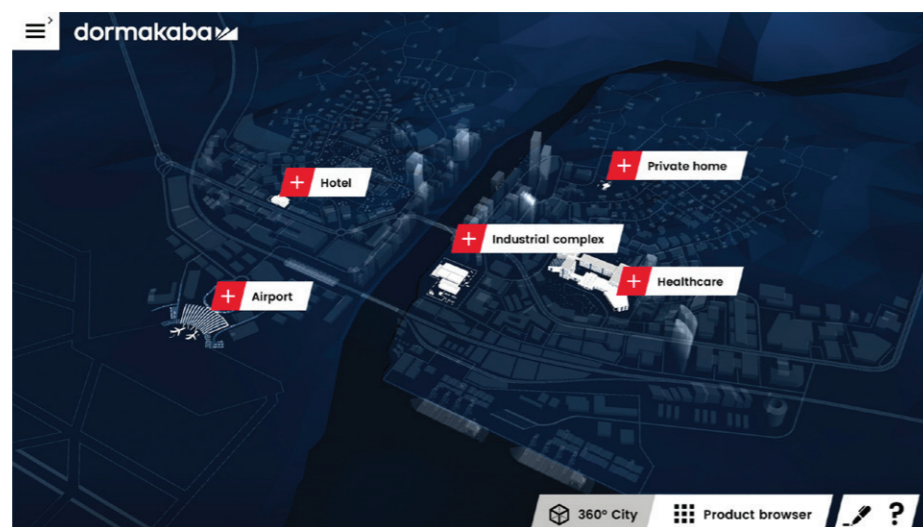 dormakaba
Private home
Hotel
Industrial complex
Healthcare
Airport
360° City
Product browser
?